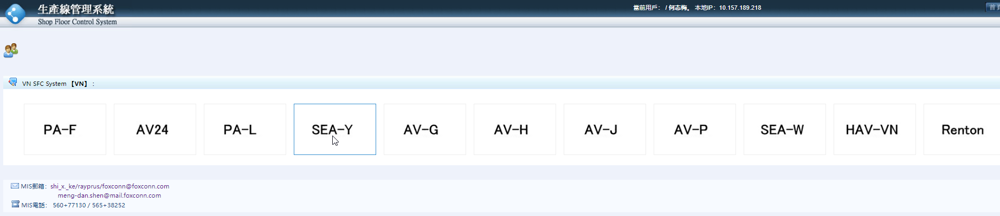 生產線管理系統
Shop Floor Control System
當前用戶： / 何志梅。 本地IP： 10.157.189.218
首頁
VN SFC System 【VN】 :
PA-F
AV24
PA-L
SEA-Y
AV-G
AV-H
AV-J
AV-P
SEA-W
HAV-VN
Renton
MIS郵箱： shi_x._ke/rayprus/foxconn@foxconn.com
meng-dan.shen@mail.foxconn.com
MIS電話： 560+77130 / 565+38252